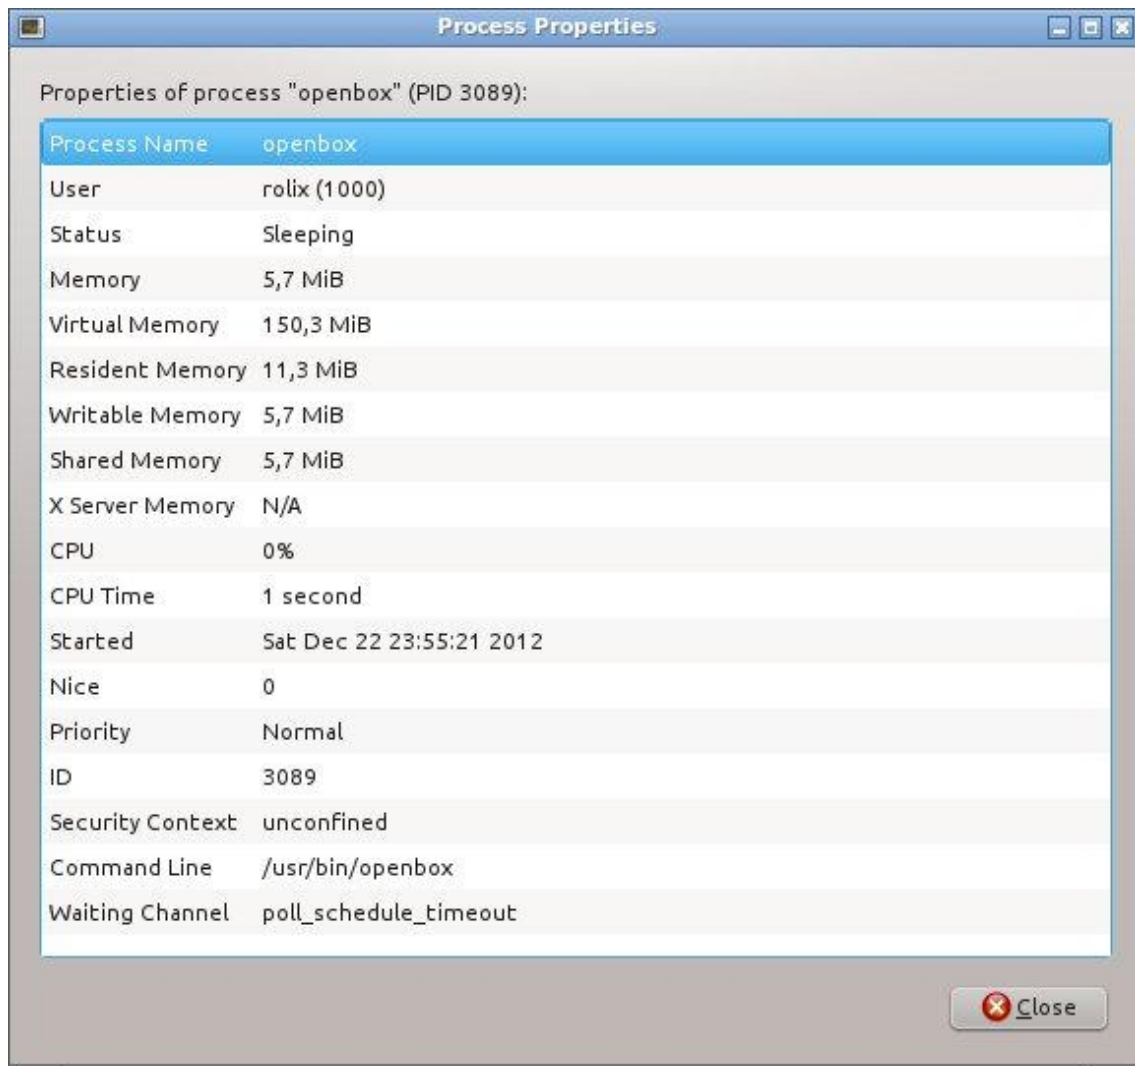 Process Properties
Properties of process "openbox" (PID 3089):
Process Name openbox
User rolix (1000)
Status Sleeping
Memory 5,7 MiB
Virtual Memory 150,3 MiB
Resident Memory 11,3 MiB
Writable Memory 5,7 MiB
Shared Memory 5,7 MiB
X Server Memory N/A
CPU 0%
CPU Time 1 second
Started Sat Dec 22 23:55:21 2012
Nice 0
Priority Normal
ID 3089
Security Context unconfined
Command Line /usr/bin/openbox
Waiting Channel poll_schedule_timeout
Close